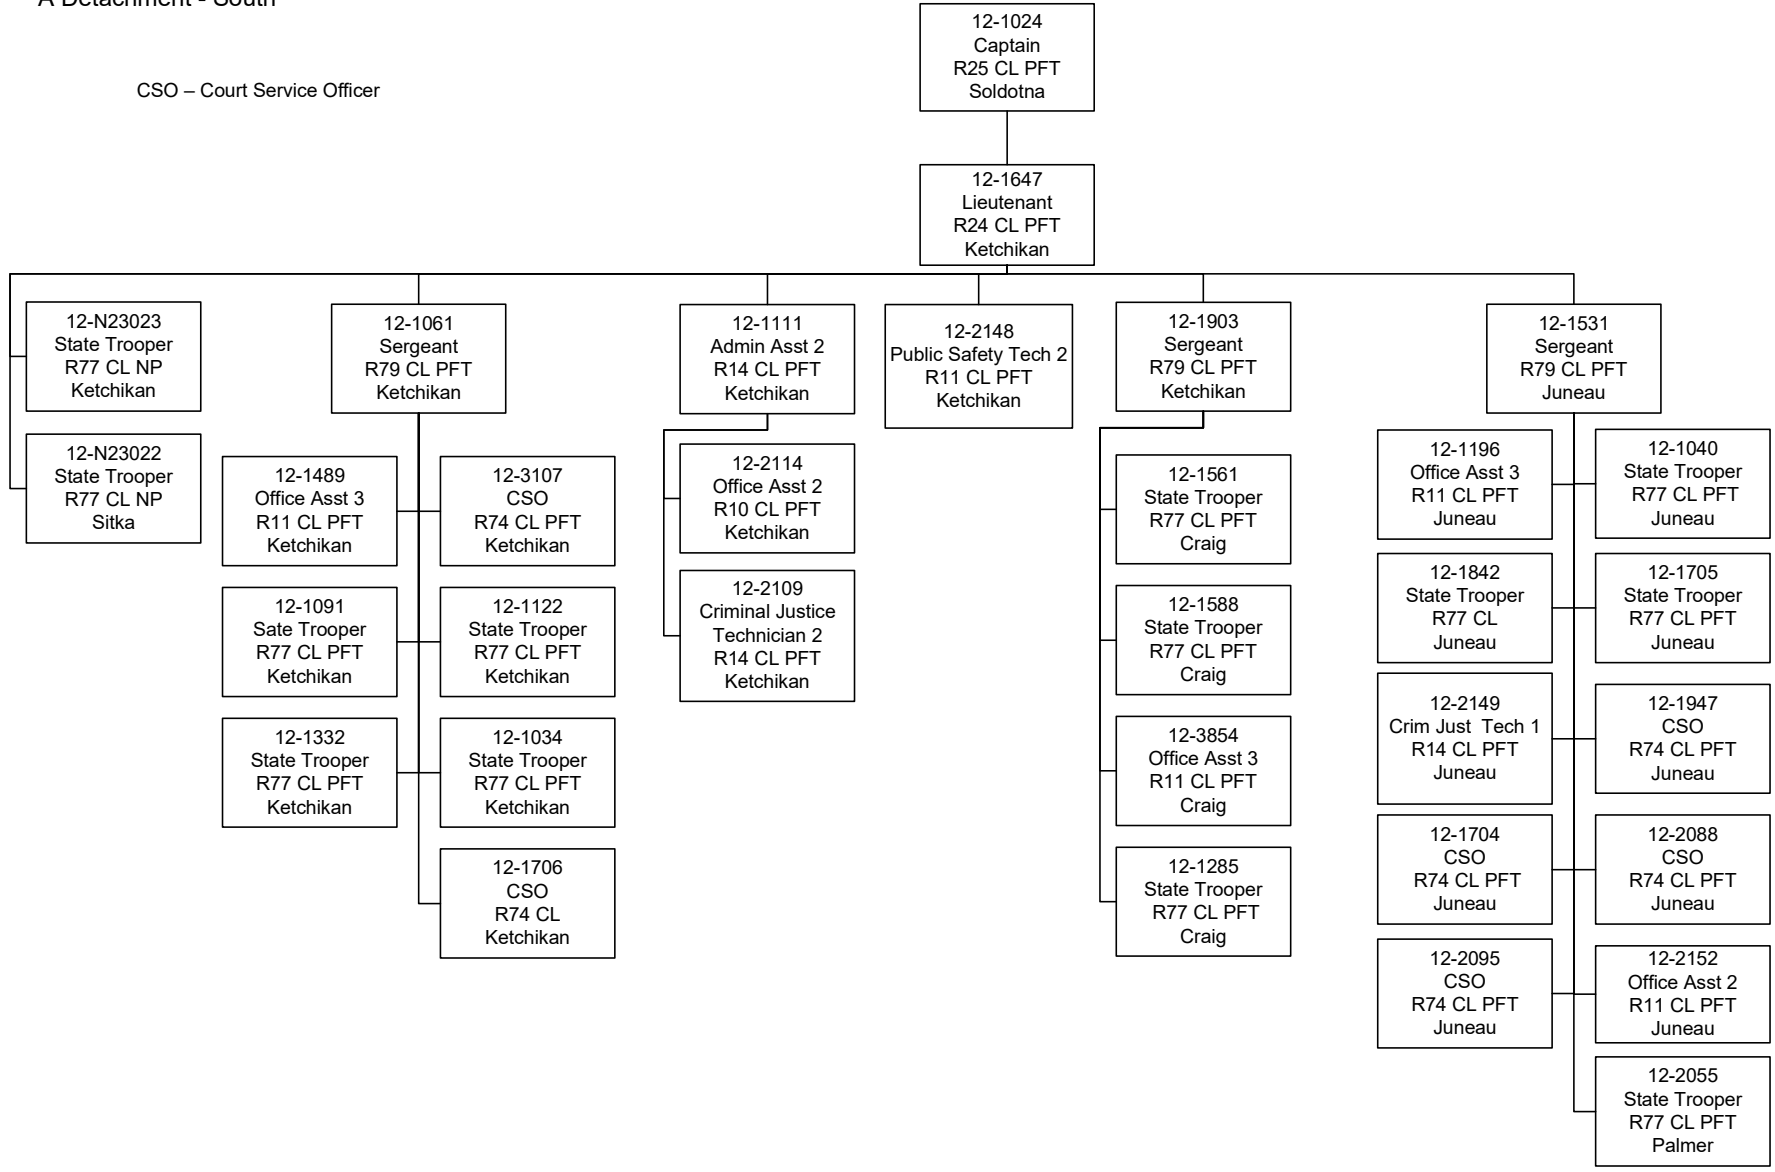 A Detachment - South
CSO – Court Service Officer
12-1024
Captain
R25 CL PFT
Soldotna
12-1647
Lieutenant
R24 CL PFT
Ketchikan
12-N23023
State Trooper
R77 CL NP
Ketchikan
12-N23022
State Trooper
R77 CL NP
Sitka
12-1061
Sergeant
R79 CL PFT
Ketchikan
12-1489
Office Asst 3
R11 CL PFT
Ketchikan
12-3107
CSO
R74 CL PFT
Ketchikan
12-1091
Sate Trooper
R77 CL PFT
Ketchikan
12-1122
State Trooper
R77 CL PFT
Ketchikan
12-1332
State Trooper
R77 CL PFT
Ketchikan
12-1034
State Trooper
R77 CL PFT
Ketchikan
12-1706
CSO
R74 CL
Ketchikan
12-1111
Admin Asst 2
R14 CL PFT
Ketchikan
12-2114
Office Asst 2
R10 CL PFT
Ketchikan
12-2109
Criminal Justice
Technician 2
R14 CL PFT
Ketchikan
12-2148
Public Safety Tech 2
R11 CL PFT
Ketchikan
12-1903
Sergeant
R79 CL PFT
Ketchikan
12-1561
State Trooper
R77 CL PFT
Craig
12-1588
State Trooper
R77 CL PFT
Craig
12-3854
Office Asst 3
R11 CL PFT
Craig
12-1285
State Trooper
R77 CL PFT
Craig
12-1531
Sergeant
R79 CL PFT
Juneau
12-1196
Office Asst 3
R11 CL PFT
Juneau
12-1040
State Trooper
R77 CL PFT
Juneau
12-1842
State Trooper
R77 CL
Juneau
12-1705
State Trooper
R77 CL PFT
Juneau
12-2149
Crim Just  Tech 1
R14 CL PFT
Juneau
12-1947
CSO
R74 CL PFT
Juneau
12-1704
CSO
R74 CL PFT
Juneau
12-2088
CSO
R74 CL PFT
Juneau
12-2095
CSO
R74 CL PFT
Juneau
12-2152
Office Asst 2
R11 CL PFT
Juneau
12-2055
State Trooper
R77 CL PFT
Palmer